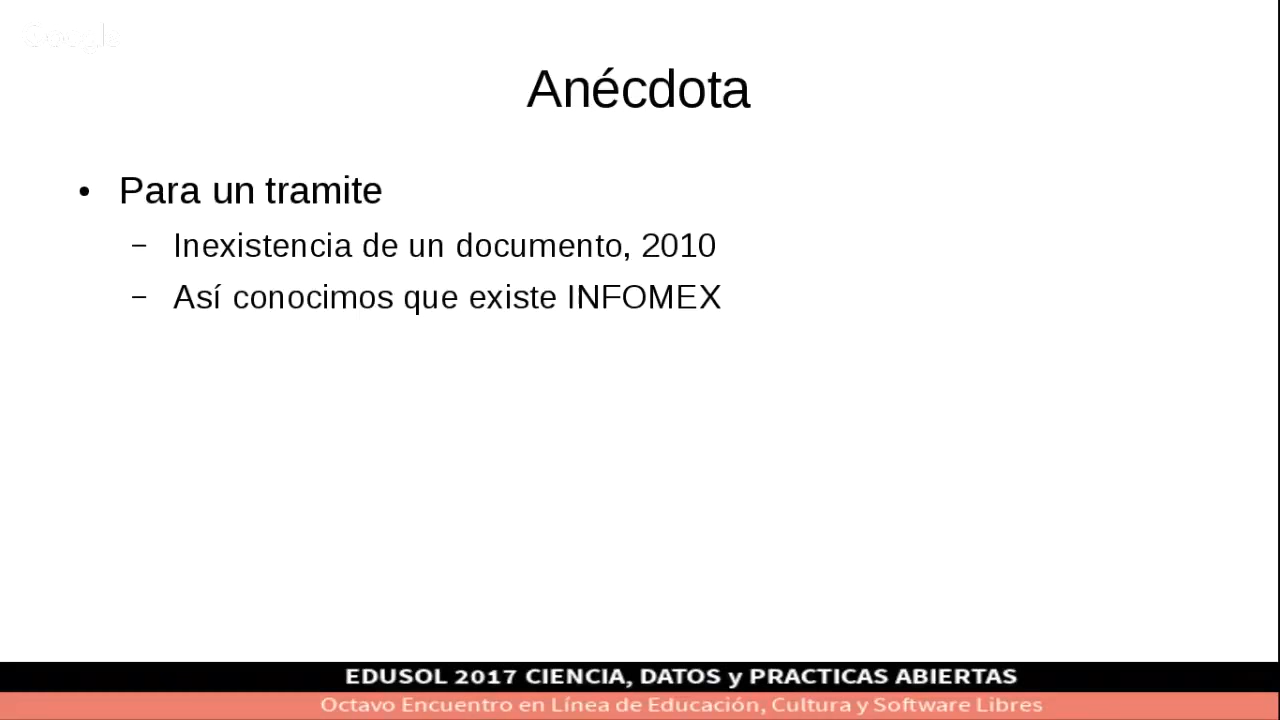 Google
Anécdota
• Para un tramite
– Inexistencia de un documento, 2010
– Así conocimos que existe INFOMEX
EDUSOL 2017 CIENCIA, DATOS y PRACTICAS ABIERTAS
Octavo Encuentro en Línea de Educación, Cultura y Software Libres